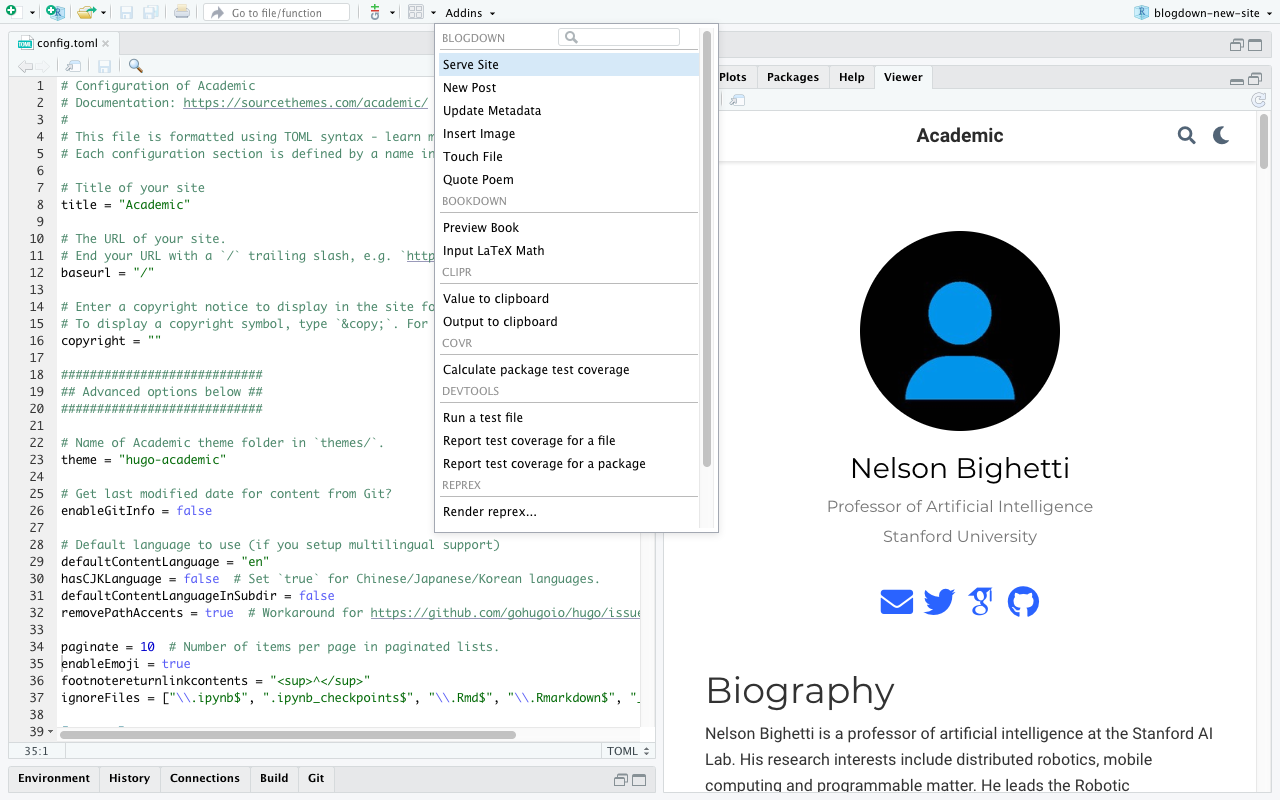 Go to file/function
Addins
blogdown-new-site
config.toml
1 # Configuration of Academic
2 # Documentation: https://sourcethemes.com/academic/
3 #
4 # This file is formatted using TOML syntax - learn
5 # Each configuration section is defined by a name in
6
7 # Title of your site
8 title = "Academic"
9
10 # The URL of your site.
11 # End your URL with a `/` trailing slash, e.g. `http
12 baseurl = "/"
13
14 # Enter a copyright notice to display in the site
15 # To display a copyright symbol, type `&copy;`. For
16 copyright = ""
17
18 ############################
19 ## Advanced options below ##
20 ############################
21
22 # Name of Academic theme folder in `themes/`.
23 theme = "hugo-academic"
24
25 # Get last modified date for content from Git?
26 enableGitInfo = false
27
28 # Default language to use (if you setup multilingual support)
29 defaultContentLanguage = "en"
30 hasCJKLanguage = false  # Set `true` for Chinese/Japanese/Korean languages.
31 defaultContentLanguageInSubdir = false
32 removePathAccents = true  # Workaround for https://github.com/gohugoio/hugo/issue
33
34 paginate = 10  # Number of items per page in paginated lists.
35 enableEmoji = true
36 footnotereturnlinkcontents = "<sup>^</sup>"
37 ignoreFiles = ["\\.ipynb$", ".ipynb_checkpoints$", "\\.Rmd$", "\\.Rmarkdown$", "_
38
39
35:1
TOML
Environment History Connections Build Git
BLOGDOWN
Serve Site
New Post
Update Metadata
Insert Image
Touch File
Quote Poem
BOOKDOWN
Preview Book
Input LaTeX Math
CLIPR
Value to clipboard
Output to clipboard
COVR
Calculate package test coverage
DEVTOOLS
Run a test file
Report test coverage for a file
Report test coverage for a package
REPREX
Render reprex...
Plots Packages Help Viewer
Academic
Nelson Bighetti
Professor of Artificial Intelligence
Stanford University
Biography
Nelson Bighetti is a professor of artificial intelligence at the Stanford AI
Lab. His research interests include distributed robotics, mobile
computing and programmable matter. He leads the Robotic